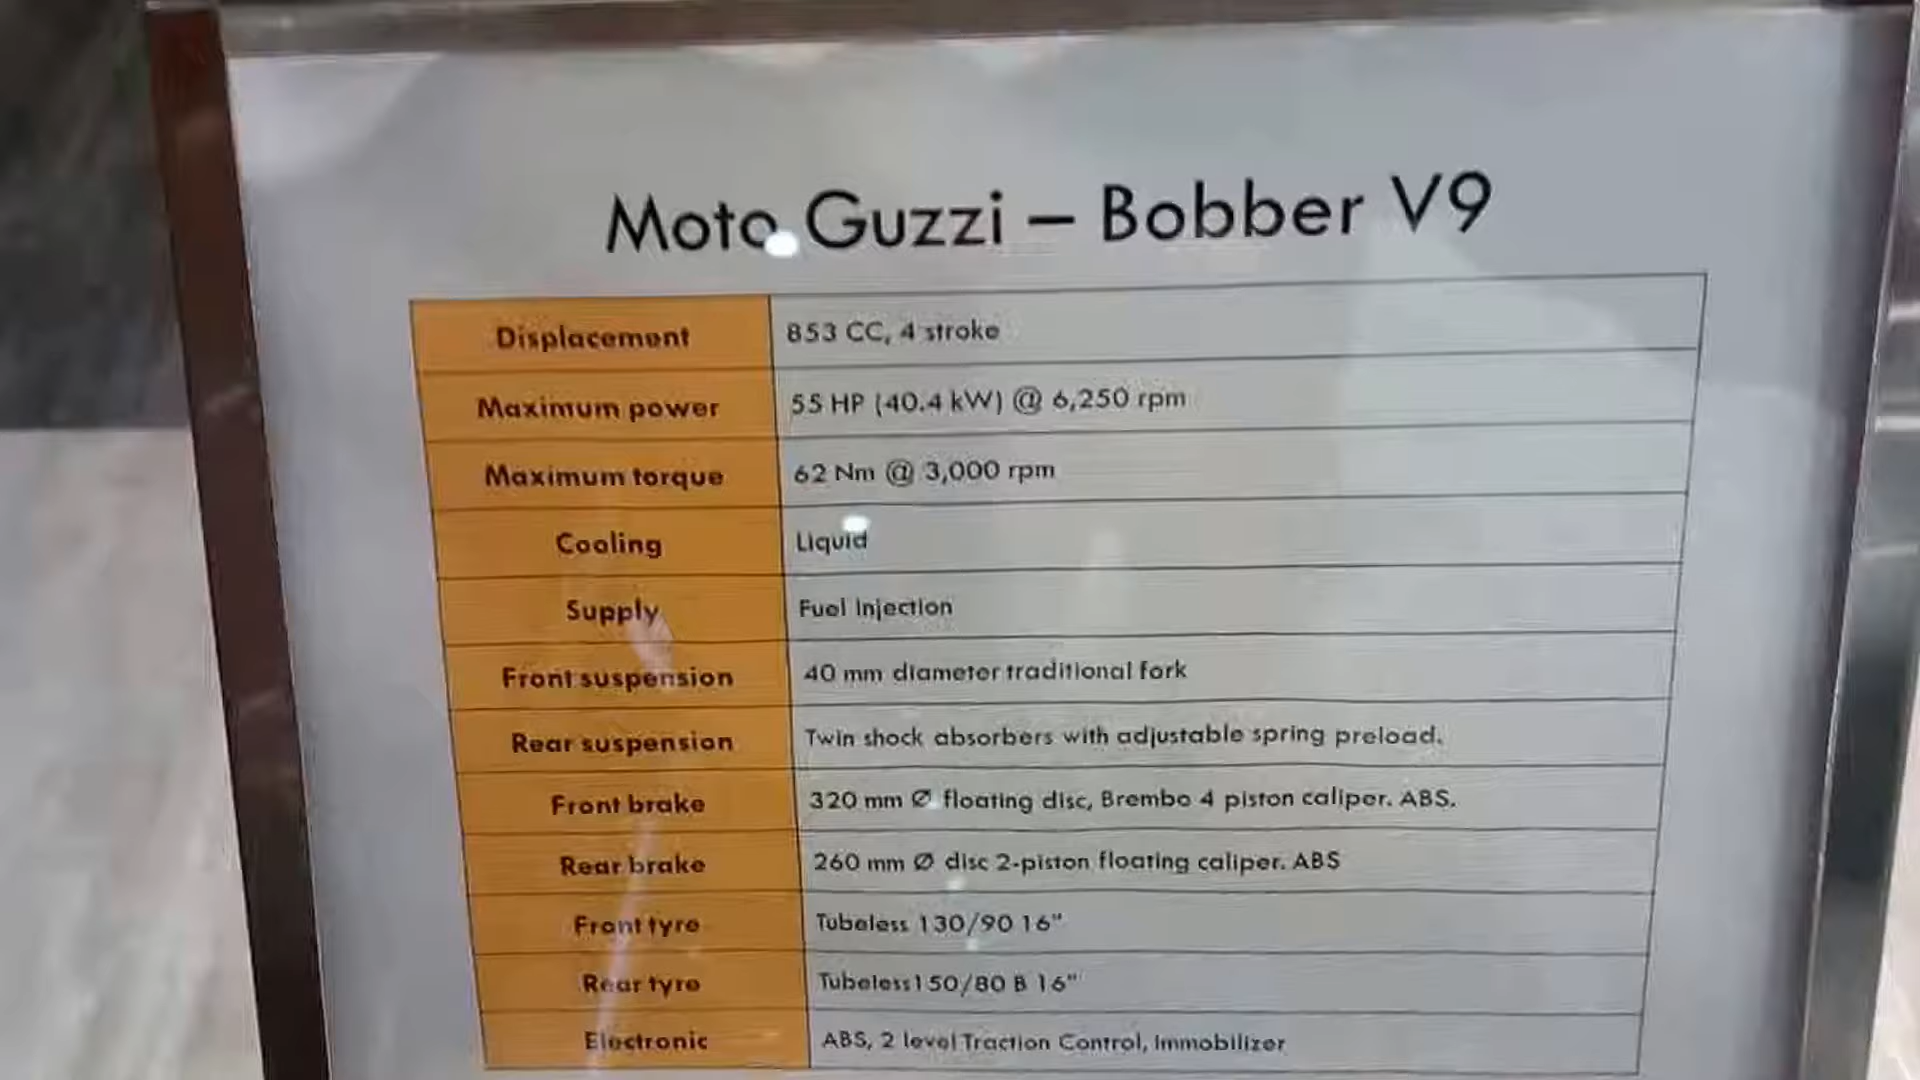 Moto Guzzi – Bobber V9
Displacement 853 CC, 4 stroke
Maximum power 55 HP (40.4 kW) @ 6,250 rpm
Maximum torque 62 Nm @ 3,000 rpm
Cooling Liquid
Supply Fuel Injection
Front suspension 40 mm diameter traditional fork
Rear suspension Twin shock absorbers with adjustable spring preload.
Front brake 320 mm Ø floating disc, Brembo 4 piston caliper. ABS.
Rear brake 260 mm Ø disc 2-piston floating caliper. ABS
Front tyre Tubeless 130/90 16"
Rear tyre Tubeless150/80 B 16"
Electronic ABS, 2 level Traction Control, Immobilizer